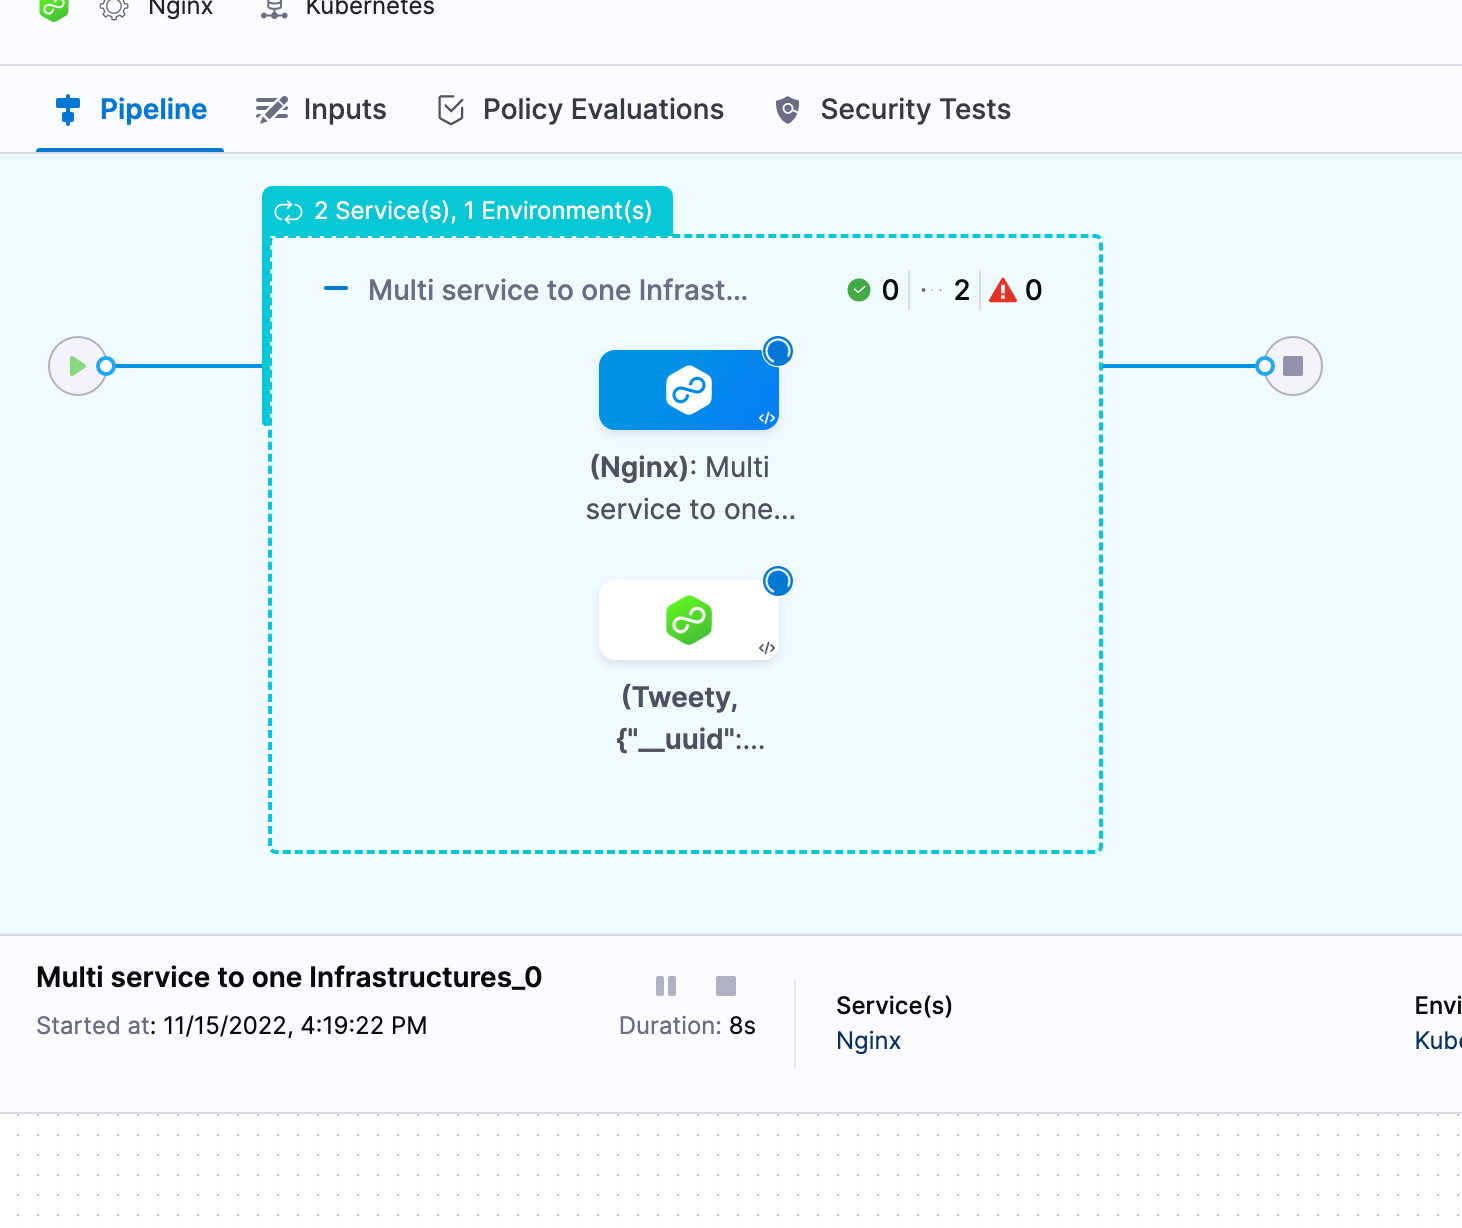 Nginx Kubernetes
Pipeline Inputs Policy Evaluations Security Tests
2 Service(s), 1 Environment(s)
Multi service to one Infrast... 0 2 0
</>
(Nginx): Multi
service to one...
</>
(Tweety,
{"__uuid":...
Multi service to one Infrastructures_0
Started at: 11/15/2022, 4:19:22 PM
Duration: 8s
Service(s)
Nginx
Envi
Kube